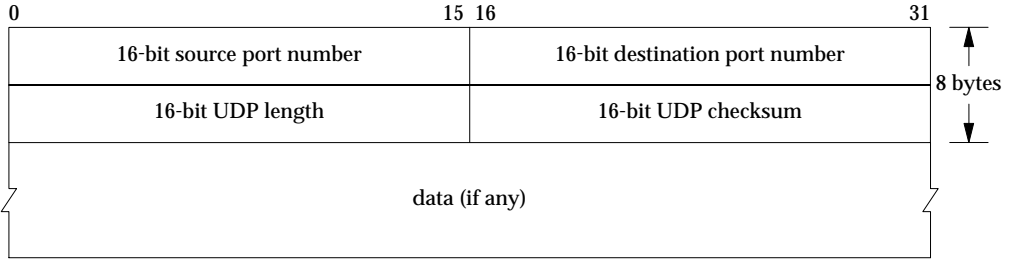 0 15 16 31
16-bit source port number 16-bit destination port number
8 bytes
16-bit UDP length 16-bit UDP checksum
data (if any)